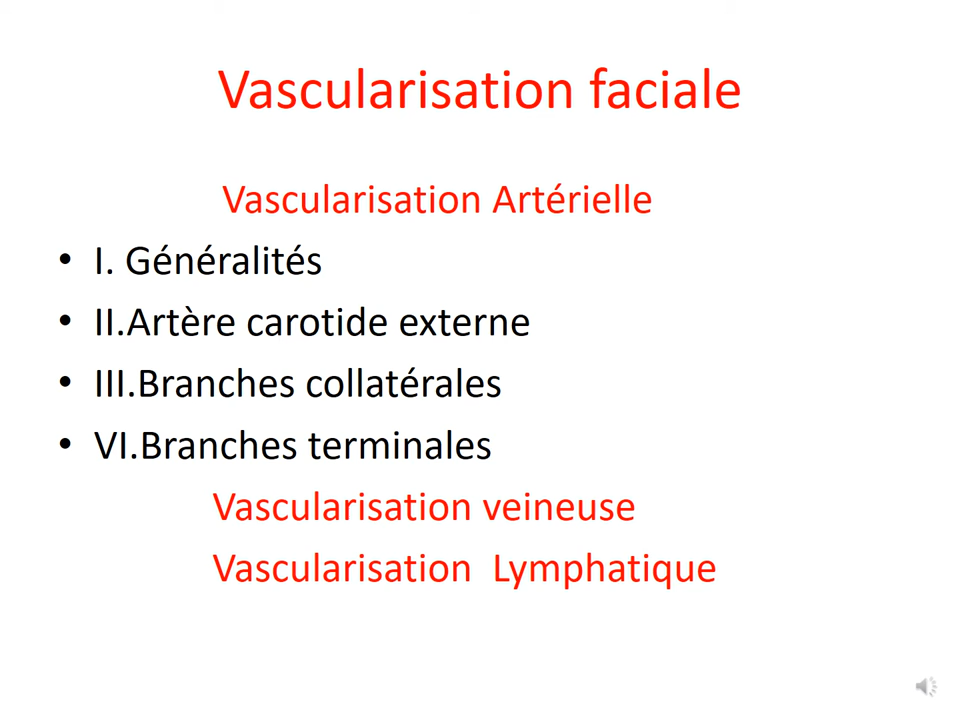 Vascularisation faciale
Vascularisation Artérielle
• I. Généralités
• II.Artère carotide externe
• III.Branches collatérales
• VI.Branches terminales
Vascularisation veineuse
Vascularisation  Lymphatique